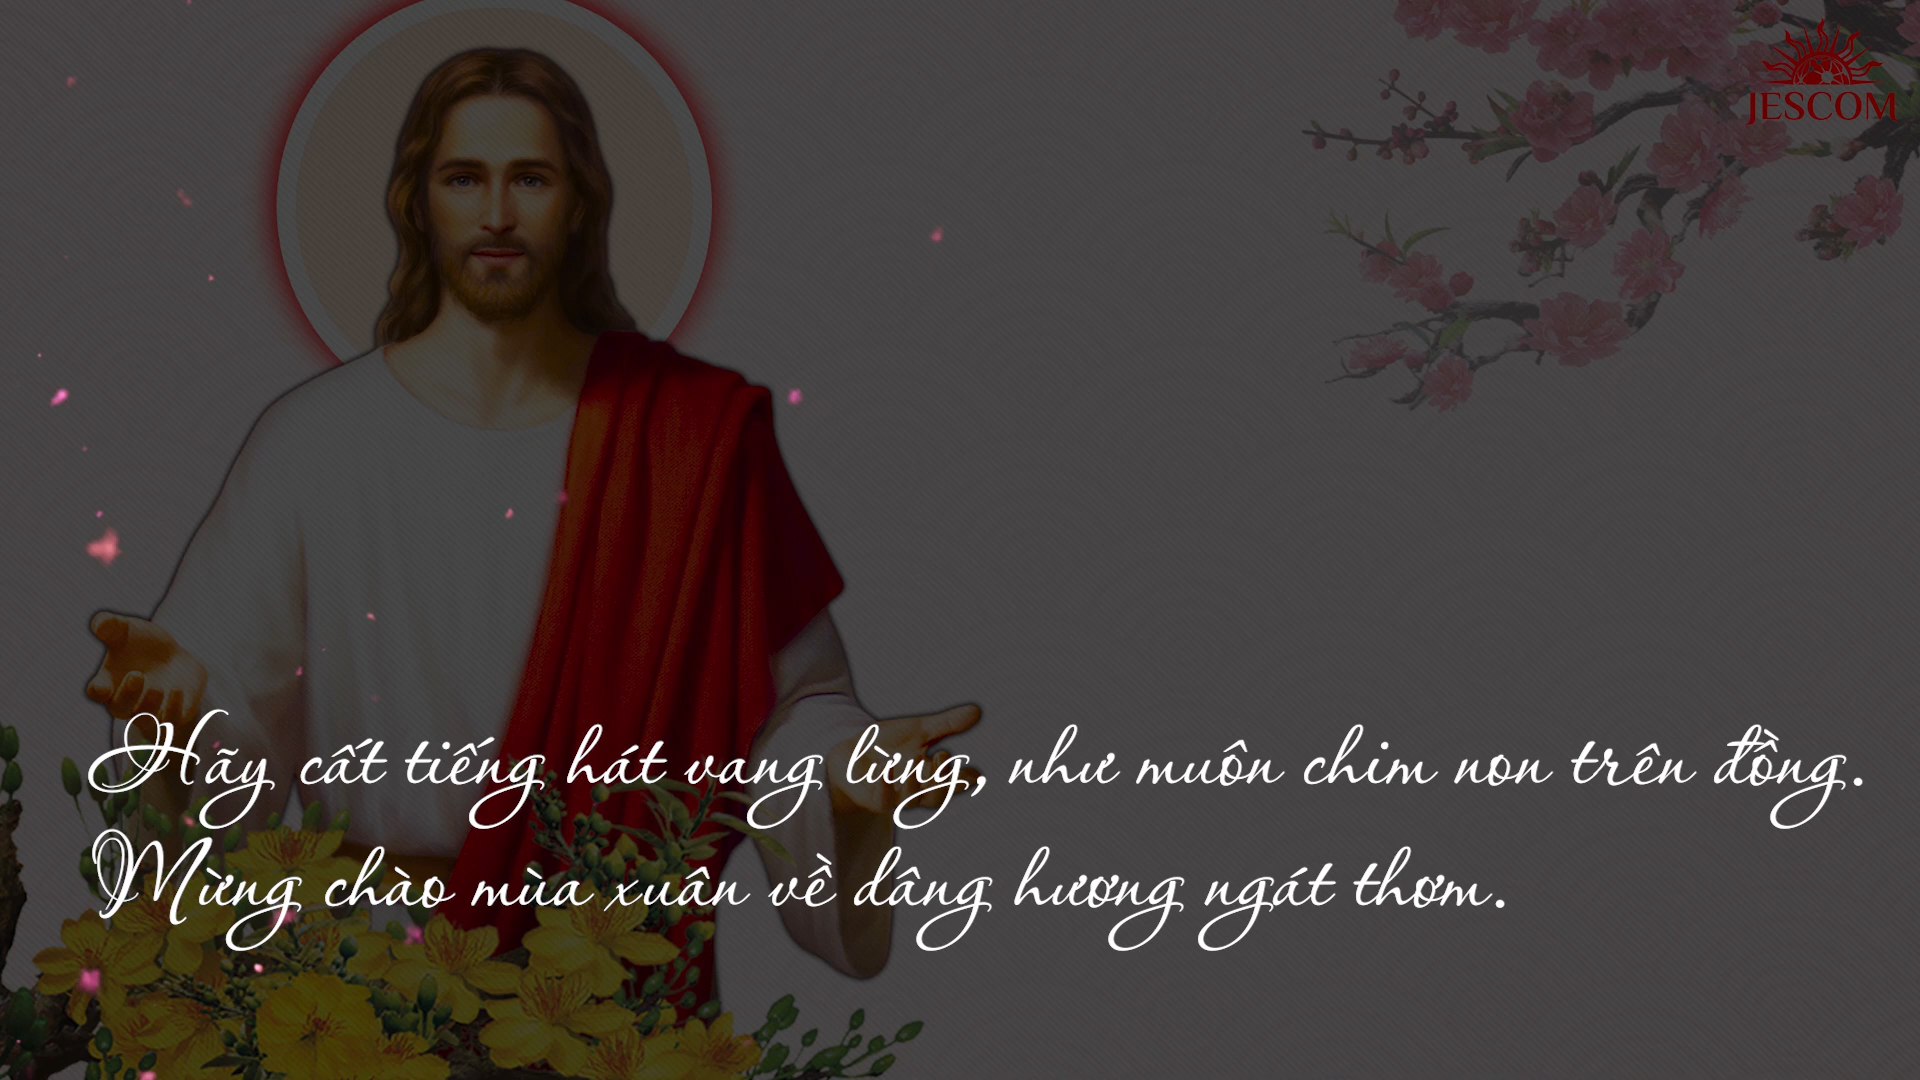 JESCOM
Hãy cất tiếng hát vang lừng, như muôn chim non trên đồng.
Mừng chào mùa xuân về dâng hương ngát thơm.